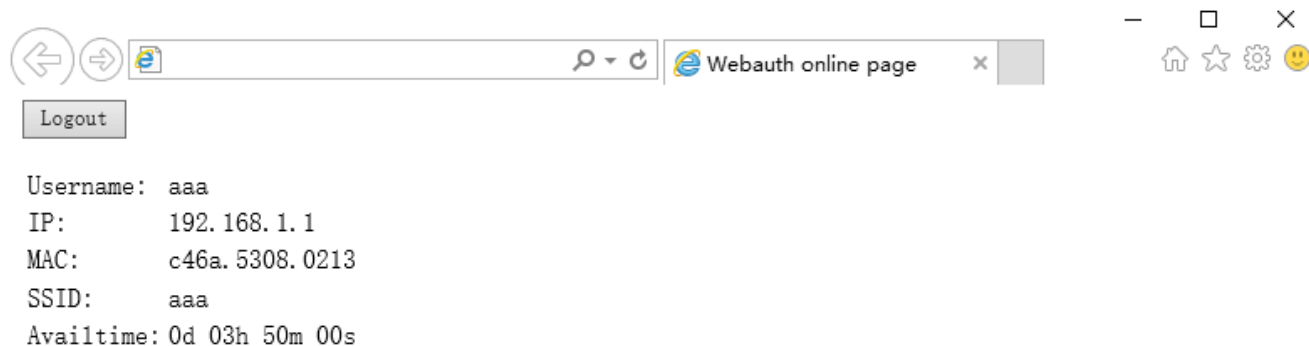 Webauth online page
Logout
Username: aaa
IP: 192.168.1.1
MAC: c46a.5308.0213
SSID: aaa
Availtime: 0d 03h 50m 00s